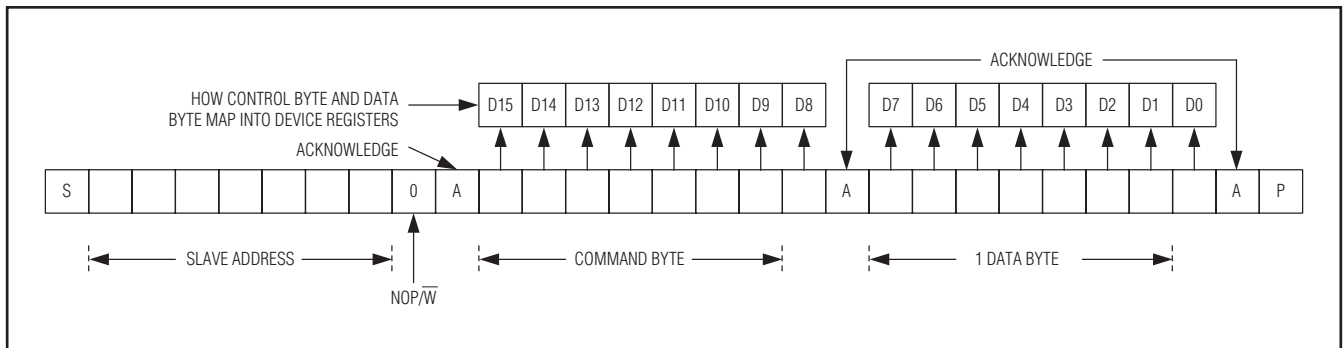 ACKNOWLEDGE
HOW CONTROL BYTE AND DATA
BYTE MAP INTO DEVICE REGISTERS
D15 D14 D13 D12 D11 D10 D9 D8
D7 D6 D5 D4 D3 D2 D1 D0
ACKNOWLEDGE
S 0 A A A P
SLAVE ADDRESS
COMMAND BYTE
1 DATA BYTE
NOP/W̅